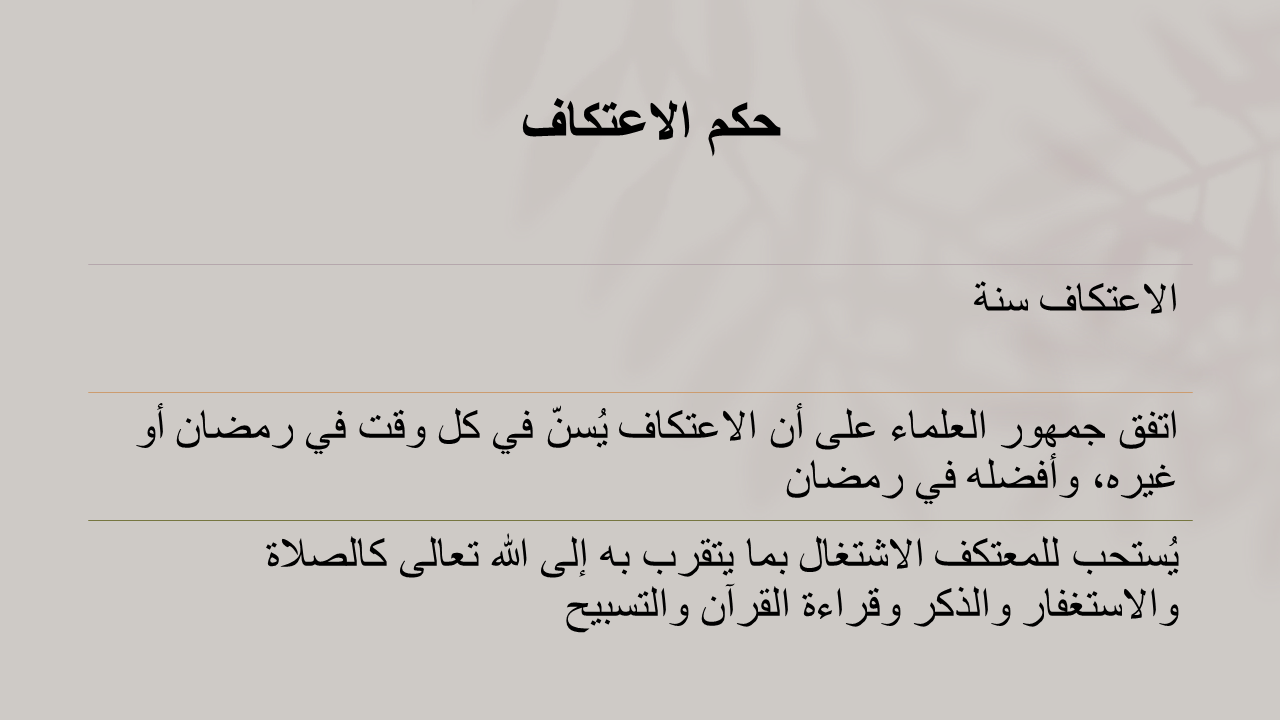 حكم الاعتكاف
الاعتكاف سنة
اتفق جمهور العلماء على أن الاعتكاف يُسنّ في كل وقت في رمضان أو
غيره، وأفضله في رمضان
يُستحب للمعتكف الاشتغال بما يتقرب به إلى الله تعالى كالصلاة
والاستغفار والذكر وقراءة القرآن والتسبيح